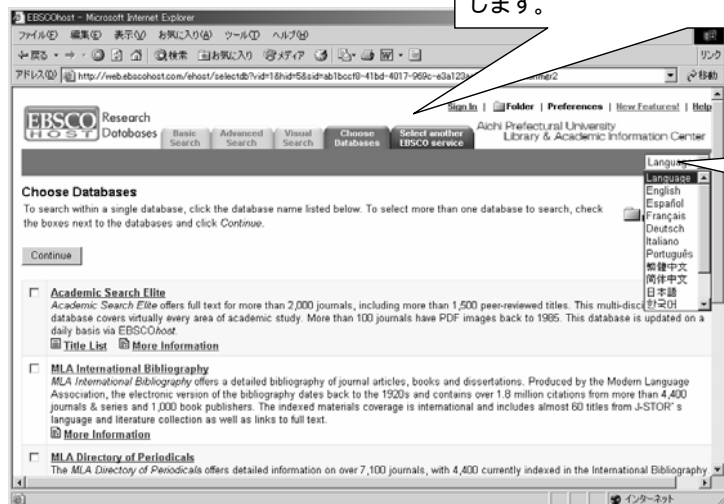 します。
EBSCOhost - Microsoft Internet Explorer
ファイル(F) 編集(E) 表示(V) お気に入り(A) ツール(T) ヘルプ(H)
戻る 検索 お気に入り メディア
リンク
アドレス(D) http://web.ebscohost.com/ehost/selectdb?vid=1&hid=5&sid=ab1bccf8-41bd-4017-969c-e3a123a
移動
Sign In | Folder | Preferences | New Features! | Help
EBSCO HOST Research Databases
Basic Search Advanced Search Visual Search Choose Databases Select another EBSCO service
Aichi Prefectural University
Library & Academic Information Center
Language
Language
English
Español
Français
Deutsch
Italiano
Português
繁體中文
简体中文
日本語
한국어
Choose Databases
To search within a single database, click the database name listed below. To select more than one database to search, check
the boxes next to the databases and click Continue.
Continue
Academic Search Elite
Academic Search Elite offers full text for more than 2,000 journals, including more than 1,500 peer-reviewed titles. This
database covers virtually every area of academic study. More than 100 journals have PDF images back to 1985. This database is updated on a
daily basis via EBSCOhost.
Title List More Information
MLA International Bibliography
MLA International Bibliography offers a detailed bibliography of journal articles, books and dissertations. Produced by the Modern Language
Association, the electronic version of the bibliography dates back to the 1920s and contains over 1.8 million citations from more than 4,400
journals & series and 1,000 book publishers. The indexed materials coverage is international and includes almost 60 titles from J-STOR' s
language and literature collection as well as links to full text.
More Information
MLA Directory of Periodicals
The MLA Directory of Periodicals offers detailed information on over 7,100 journals, with 4,400 currently indexed in the International Bibliography.
インターネット